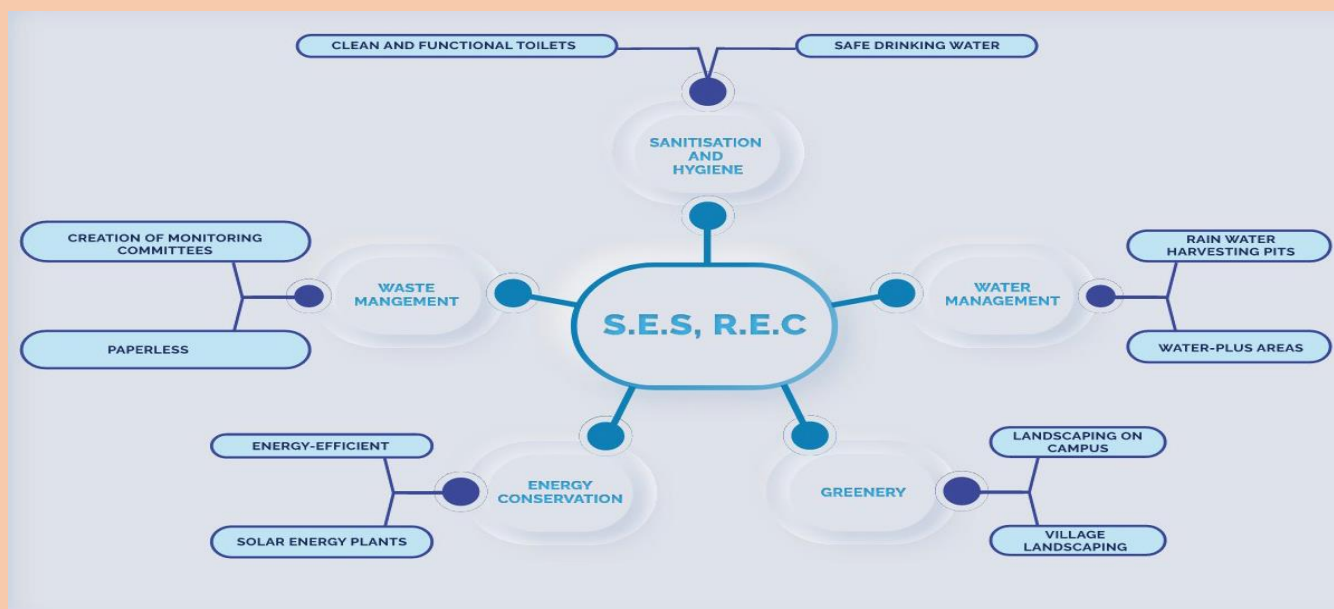 CLEAN AND FUNCTIONAL TOILETS
SAFE DRINKING WATER
SANITISATION
AND
HYGIENE
CREATION OF MONITORING
COMMITTEES
WASTE
MANGEMENT
PAPERLESS
S.E.S, R.E.C
WATER
MANAGEMENT
RAIN WATER
HARVESTING PITS
WATER-PLUS AREAS
ENERGY-EFFICIENT
ENERGY
CONSERVATION
SOLAR ENERGY PLANTS
GREENERY
LANDSCAPING ON
CAMPUS
VILLAGE
LANDSCAPING